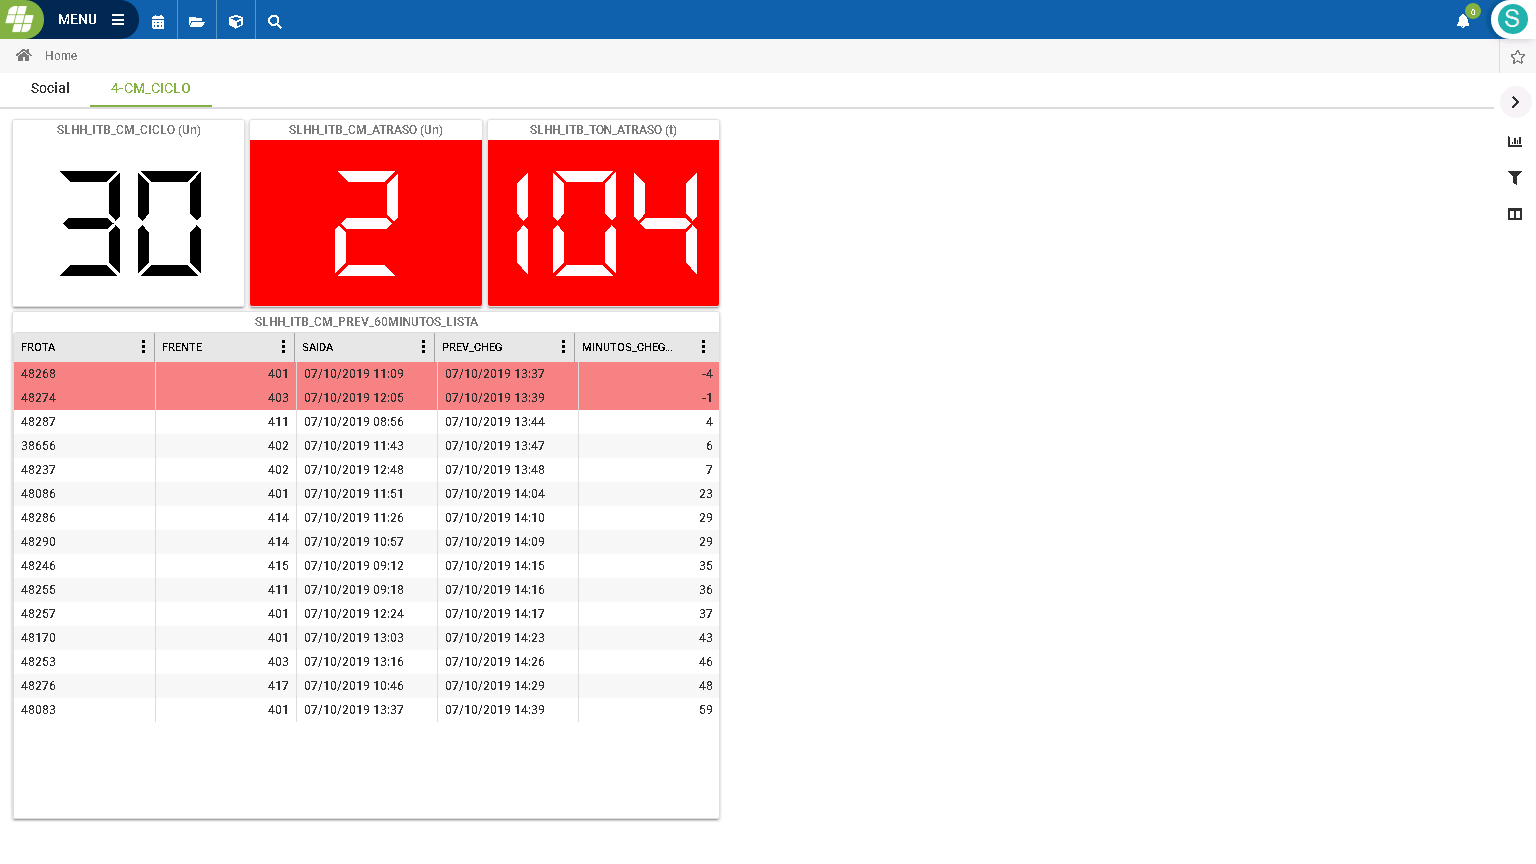 MENU
0
S
Home
Social 4-CM_CICLO
SLHH_ITB_CM_CICLO (Un) SLHH_ITB_CM_ATRASO (Un) SLHH_ITB_TON_ATRASO (t)
30 2 104
SLHH_ITB_CM_PREV_60MINUTOS_LISTA
FROTA FRENTE SAIDA PREV_CHEG MINUTOS_CHEG...
48268 401 07/10/2019 11:09 07/10/2019 13:37 -4
48274 403 07/10/2019 12:05 07/10/2019 13:39 -1
48287 411 07/10/2019 08:56 07/10/2019 13:44 4
38656 402 07/10/2019 11:43 07/10/2019 13:47 6
48237 402 07/10/2019 12:48 07/10/2019 13:48 7
48086 401 07/10/2019 11:51 07/10/2019 14:04 23
48286 414 07/10/2019 11:26 07/10/2019 14:10 29
48290 414 07/10/2019 10:57 07/10/2019 14:09 29
48246 415 07/10/2019 09:12 07/10/2019 14:15 35
48255 411 07/10/2019 09:18 07/10/2019 14:16 36
48257 401 07/10/2019 12:24 07/10/2019 14:17 37
48170 401 07/10/2019 13:03 07/10/2019 14:23 43
48253 403 07/10/2019 13:16 07/10/2019 14:26 46
48276 417 07/10/2019 10:46 07/10/2019 14:29 48
48083 401 07/10/2019 13:37 07/10/2019 14:39 59